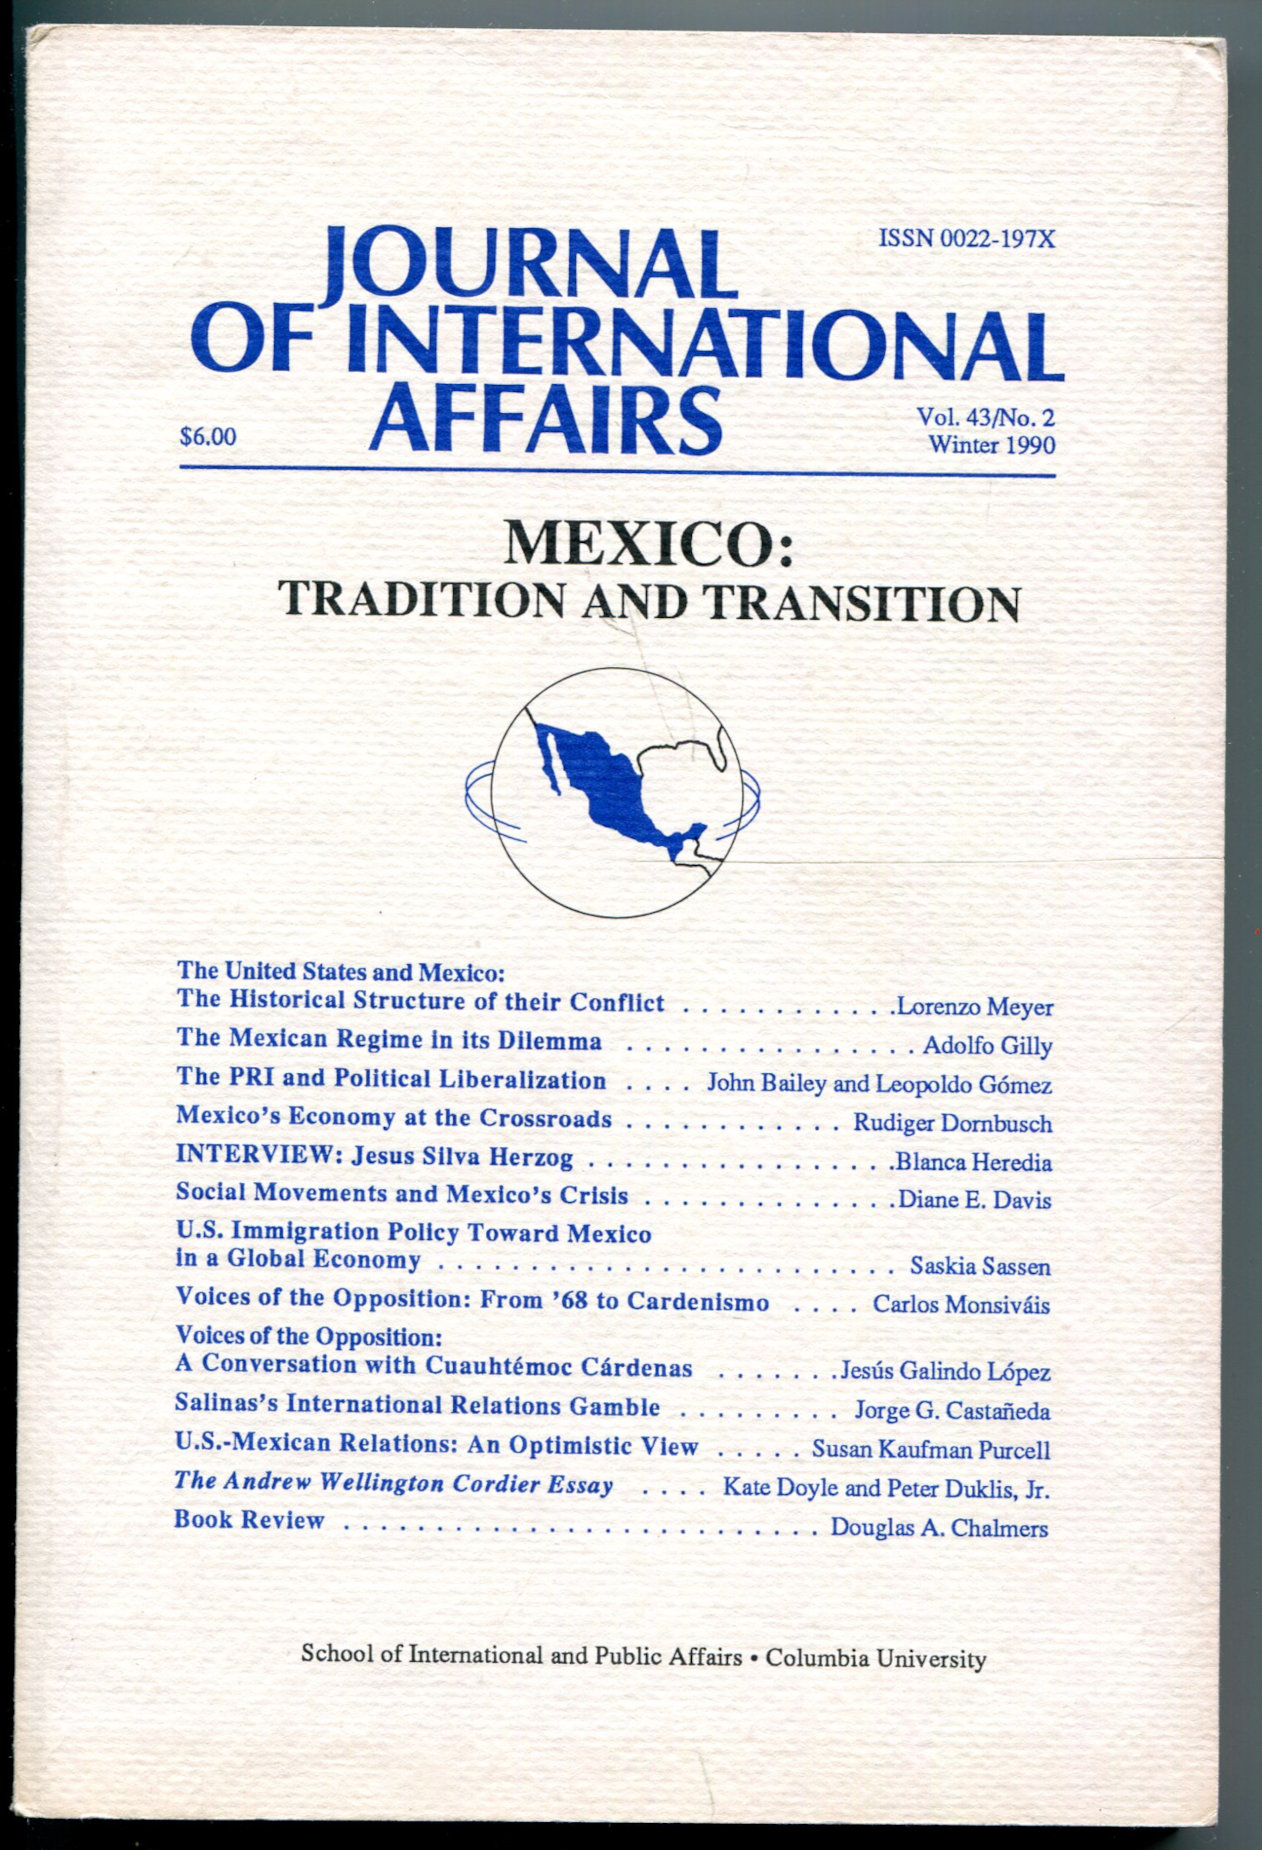 JOURNAL
ISSN 0022-197X
OF INTERNATIONAL
AFFAIRS
$6.00
Vol. 43/No. 2
Winter 1990
MEXICO:
TRADITION AND TRANSITION
The United States and Mexico:
The Historical Structure of their Conflict . . . . . . . . . . . .Lorenzo Meyer
The Mexican Regime in its Dilemma . . . . . . . . . . . . . . . . Adolfo Gilly
The PRI and Political Liberalization . . . . John Bailey and Leopoldo Gómez
Mexico's Economy at the Crossroads . . . . . . . . . . . . Rudiger Dornbusch
INTERVIEW: Jesus Silva Herzog . . . . . . . . . . . . . . . . .Blanca Heredia
Social Movements and Mexico's Crisis . . . . . . . . . . . . . .Diane E. Davis
U.S. Immigration Policy Toward Mexico
in a Global Economy . . . . . . . . . . . . . . . . . . . . . . . . . Saskia Sassen
Voices of the Opposition: From '68 to Cardenismo . . . . Carlos Monsiváis
Voices of the Opposition:
A Conversation with Cuauhtémoc Cárdenas . . . . . . .Jesús Galindo López
Salinas's International Relations Gamble . . . . . . . . . Jorge G. Castañeda
U.S.-Mexican Relations: An Optimistic View . . . . . Susan Kaufman Purcell
The Andrew Wellington Cordier Essay . . . . Kate Doyle and Peter Duklis, Jr.
Book Review . . . . . . . . . . . . . . . . . . . . . . . . . . Douglas A. Chalmers
School of International and Public Affairs • Columbia University